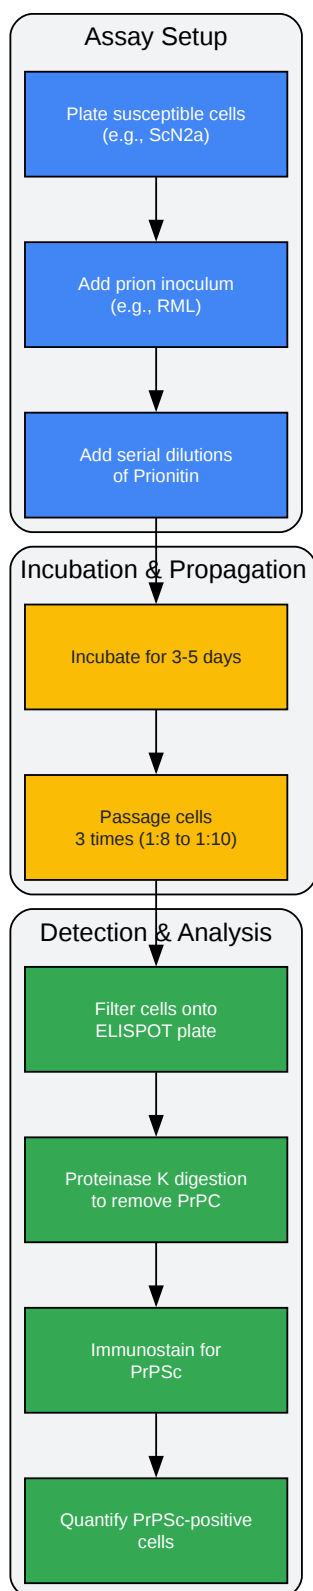 Assay Setup
Plate susceptible cells
(e.g., ScN2a)
Add prion inoculum
(e.g., RML)
Add serial dilutions
of Prionitin
Incubation & Propagation
Incubate for 3-5 days
Passage cells
3 times (1:8 to 1:10)
Detection & Analysis
Filter cells onto
ELISPOT plate
Proteinase K digestion
to remove PrPC
Immunostain for
PrPSc
Quantify PrPSc-positive
cells